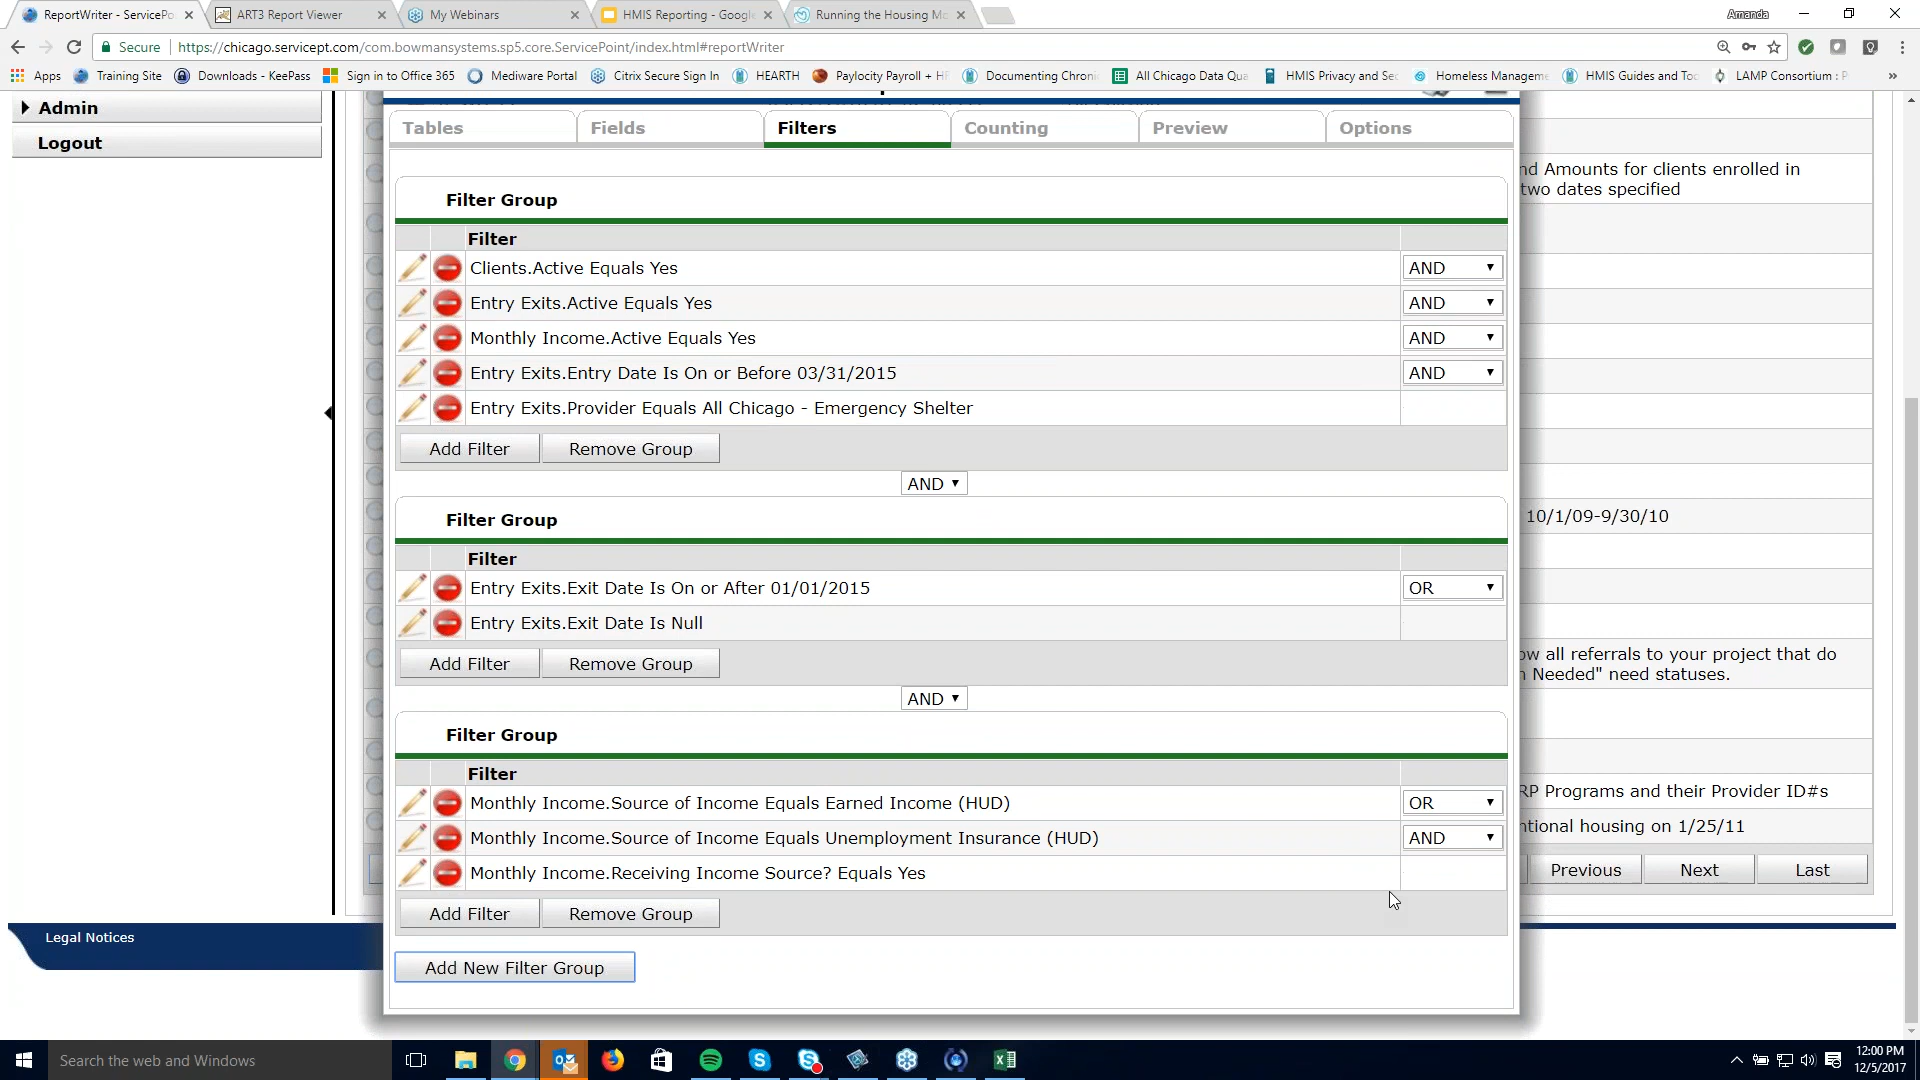 ReportWriter - ServicePo
ART3 Report Viewer
My Webinars
HMIS Reporting - Google
Running the Housing Mo
Amanda
Secure
https://chicago.servicept.com/com.bowmansystems.sp5.core.ServicePoint/index.html#reportWriter
Apps
Training Site
Downloads - KeePass
Sign in to Office 365
Mediware Portal
Citrix Secure Sign In
HEARTH
Paylocity Payroll + H
Documenting Chroni
All Chicago Data Qua
HMIS Privacy and Sec
Homeless Manageme
HMIS Guides and Too
LAMP Consortium : P
»
Admin
Logout
Tables
Fields
Filters
Counting
Preview
Options
Filter Group
Filter
Clients.Active Equals Yes
AND
Entry Exits.Active Equals Yes
AND
Monthly Income.Active Equals Yes
AND
Entry Exits.Entry Date Is On or Before 03/31/2015
AND
Entry Exits.Provider Equals All Chicago - Emergency Shelter
Add Filter
Remove Group
AND
Filter Group
Filter
Entry Exits.Exit Date Is On or After 01/01/2015
OR
Entry Exits.Exit Date Is Null
Add Filter
Remove Group
AND
Filter Group
Filter
Monthly Income.Source of Income Equals Earned Income (HUD)
OR
Monthly Income.Source of Income Equals Unemployment Insurance (HUD)
AND
Monthly Income.Receiving Income Source? Equals Yes
Add Filter
Remove Group
Add New Filter Group
nd Amounts for clients enrolled in
two dates specified
10/1/09-9/30/10
ow all referrals to your project that do
n Needed" need statuses.
RP Programs and their Provider ID#s
ntional housing on 1/25/11
Previous
Next
Last
Legal Notices
Search the web and Windows
12:00 PM
12/5/2017